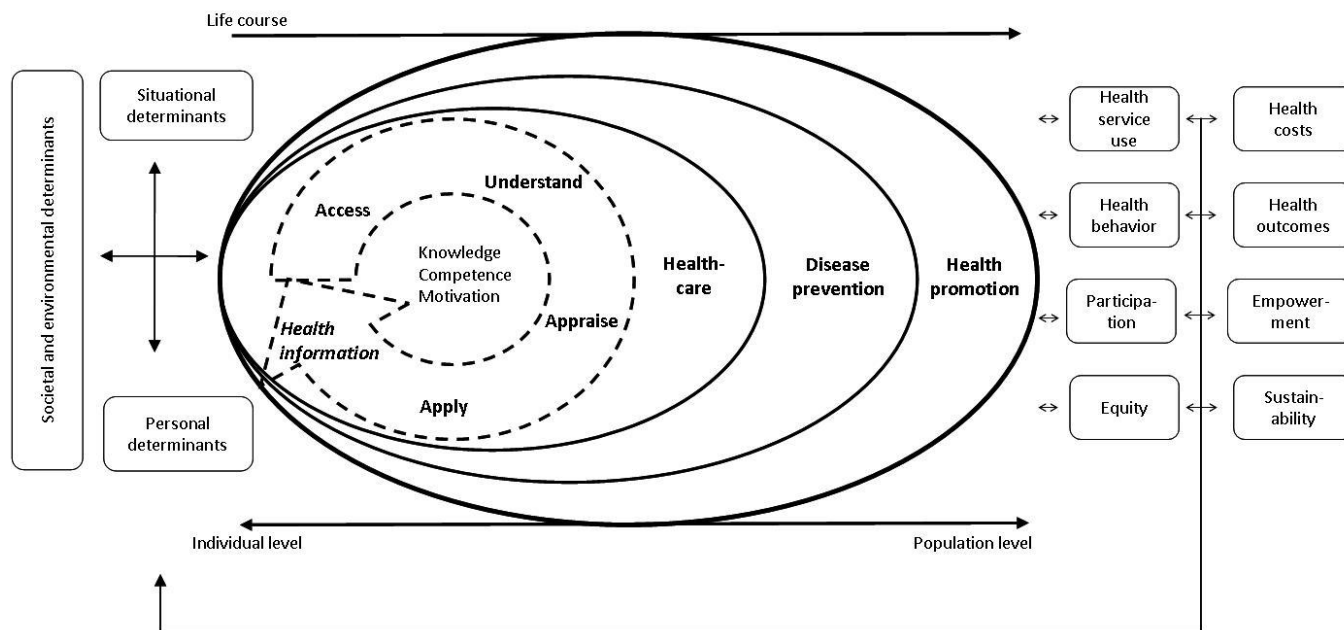 Life course
Societal and environmental determinants
Situational
determinants
Personal
determinants
Access
Understand
Knowledge
Competence
Motivation
Health
information
Appraise
Apply
Health-
care
Disease
prevention
Health
promotion
Individual level
Population level
Health
service
use
Health
costs
Health
behavior
Health
outcomes
Participa-
tion
Empower-
ment
Equity
Sustain-
ability